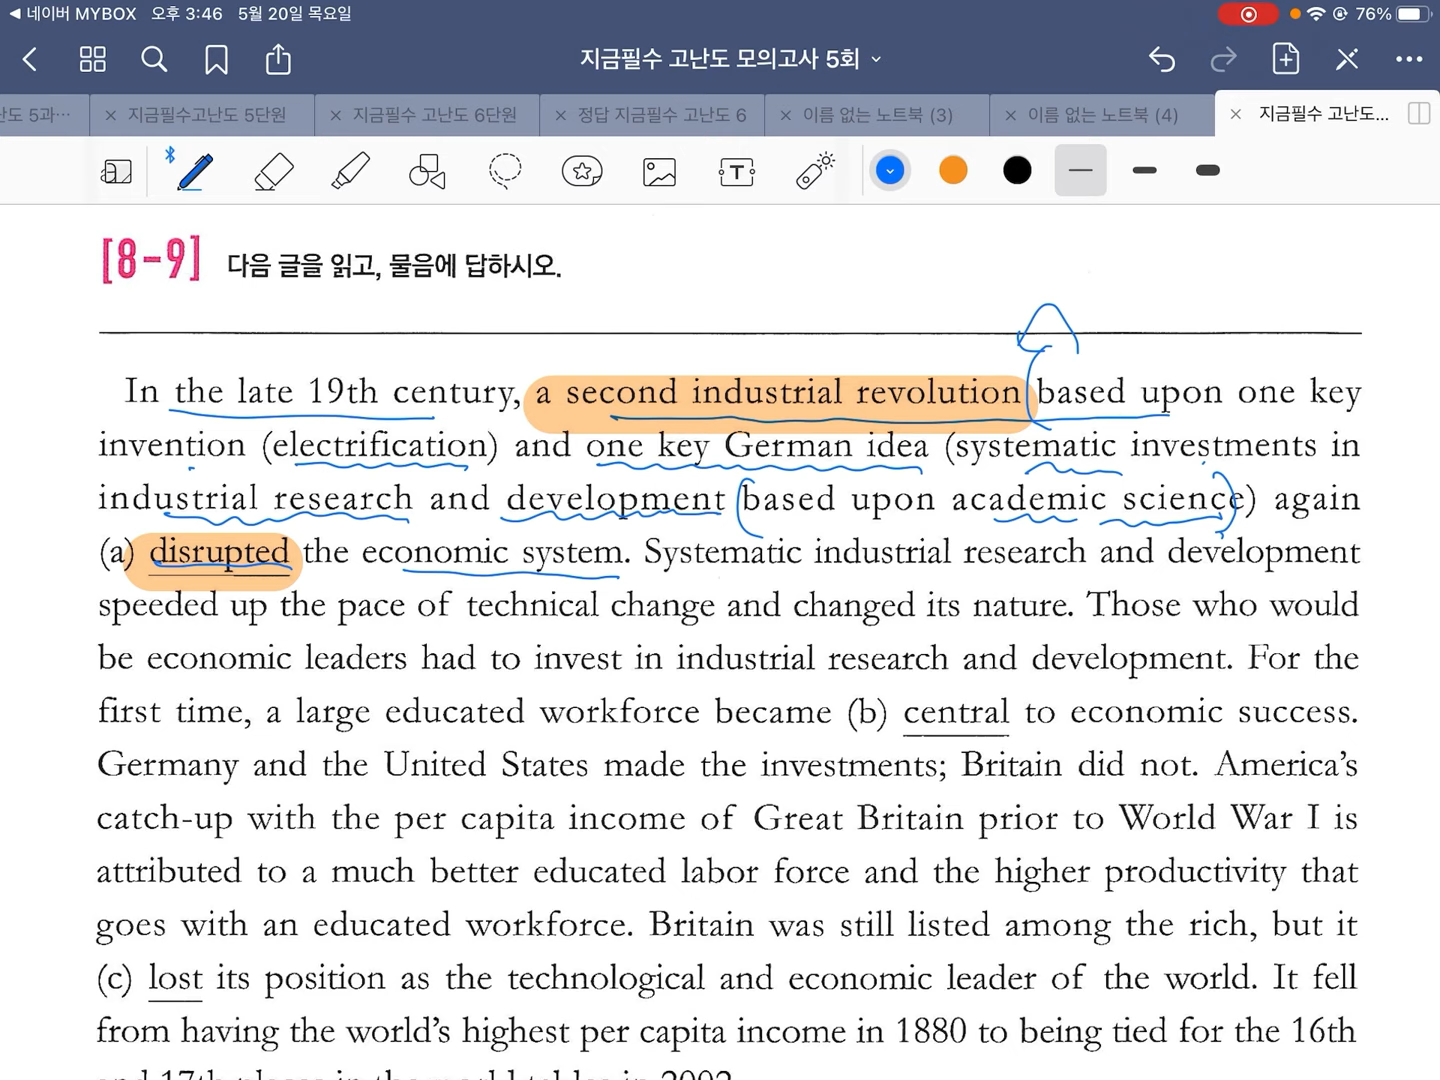 네이버 MYBOX 오후 3:46 5월 20일 목요일 76%
지금필수 고난도 모의고사 5회
난도 5과… × 지금필수고난도 5단원 × 지금필수 고난도 6단원 × 정답 지금필수 고난도 6 × 이름 없는 노트북 (3) × 이름 없는 노트북 (4) × 지금필수 고난도...
[8-9] 다음 글을 읽고, 물음에 답하시오.
In the late 19th century, a second industrial revolution based upon one key
invention (electrification) and one key German idea (systematic investments in
industrial research and development based upon academic science) again
(a) disrupted the economic system. Systematic industrial research and development
speeded up the pace of technical change and changed its nature. Those who would
be economic leaders had to invest in industrial research and development. For the
first time, a large educated workforce became (b) central to economic success.
Germany and the United States made the investments; Britain did not. America's
catch-up with the per capita income of Great Britain prior to World War I is
attributed to a much better educated labor force and the higher productivity that
goes with an educated workforce. Britain was still listed among the rich, but it
(c) lost its position as the technological and economic leader of the world. It fell
from having the world's highest per capita income in 1880 to being tied for the 16th
and 17th places in the world tables in 2002.